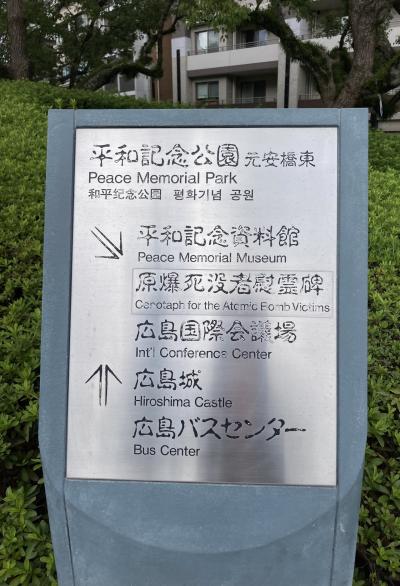 平和記念公園 元安橋東
Peace Memorial Park
和平纪念公園 평화기념 공원
平和記念資料館
Peace Memorial Museum
原爆死没者慰霊碑
Cenotaph for the Atomic Bomb Victims
広島国際会議場
Int'l Conference Center
広島城
Hiroshima Castle
広島バスセンター
Bus Center